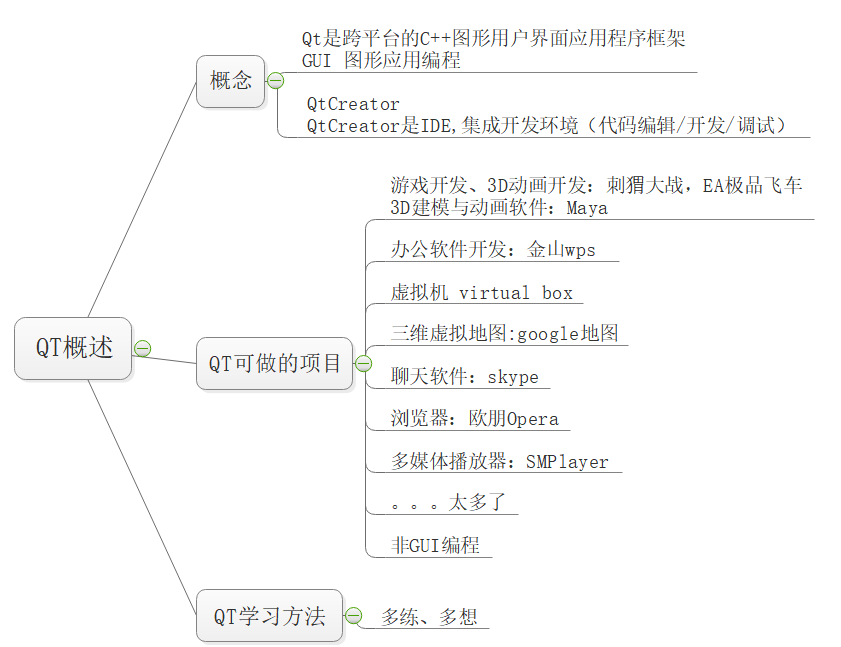 QT概述
概念
Qt是跨平台的C++图形用户界面应用程序框架
GUI 图形应用编程
QtCreator
QtCreator是IDE,集成开发环境（代码编辑/开发/调试）
QT可做的项目
游戏开发、3D动画开发：刺猬大战，EA极品飞车
3D建模与动画软件：Maya
办公软件开发：金山wps
虚拟机 virtual box
三维虚拟地图:google地图
聊天软件：skype
浏览器：欧朋Opera
多媒体播放器：SMPlayer
。。。太多了
非GUI编程
QT学习方法
多练、多想